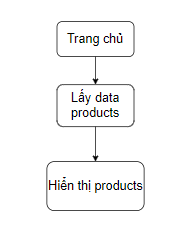 Trang chủ
Lấy data
products
Hiển thị products